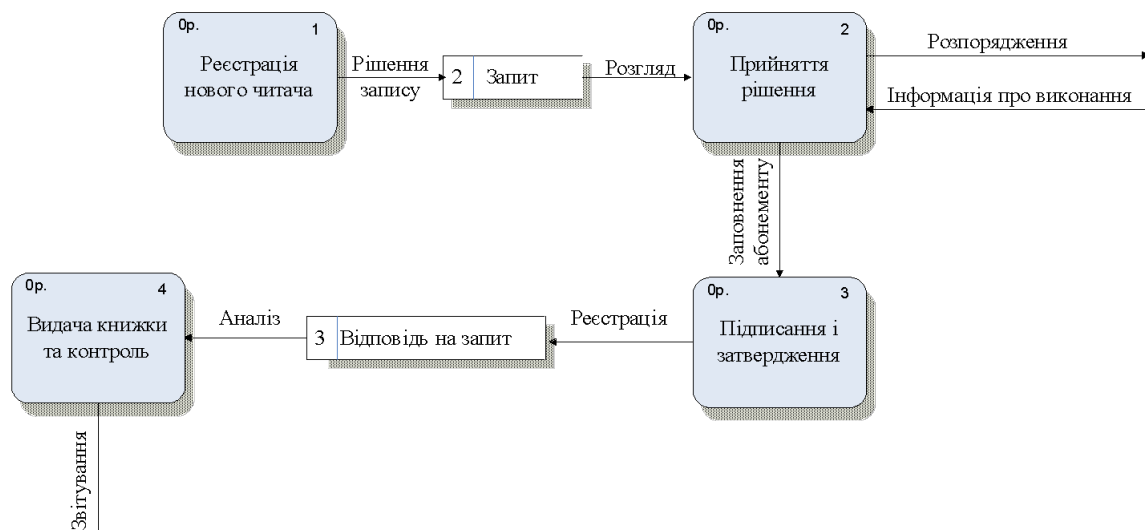 0р. 1
Реєстрація
нового читача
Рішення
запису
2 Запит
Розгляд
0р. 2
Прийняття
рішення
Розпорядження
Інформація про виконання
Заповнення
абонементу
0р. 4
Видача книжки
та контроль
Аналіз
3 Відповідь на запит
Реєстрація
0р. 3
Підписання і
затвердження
Звітування